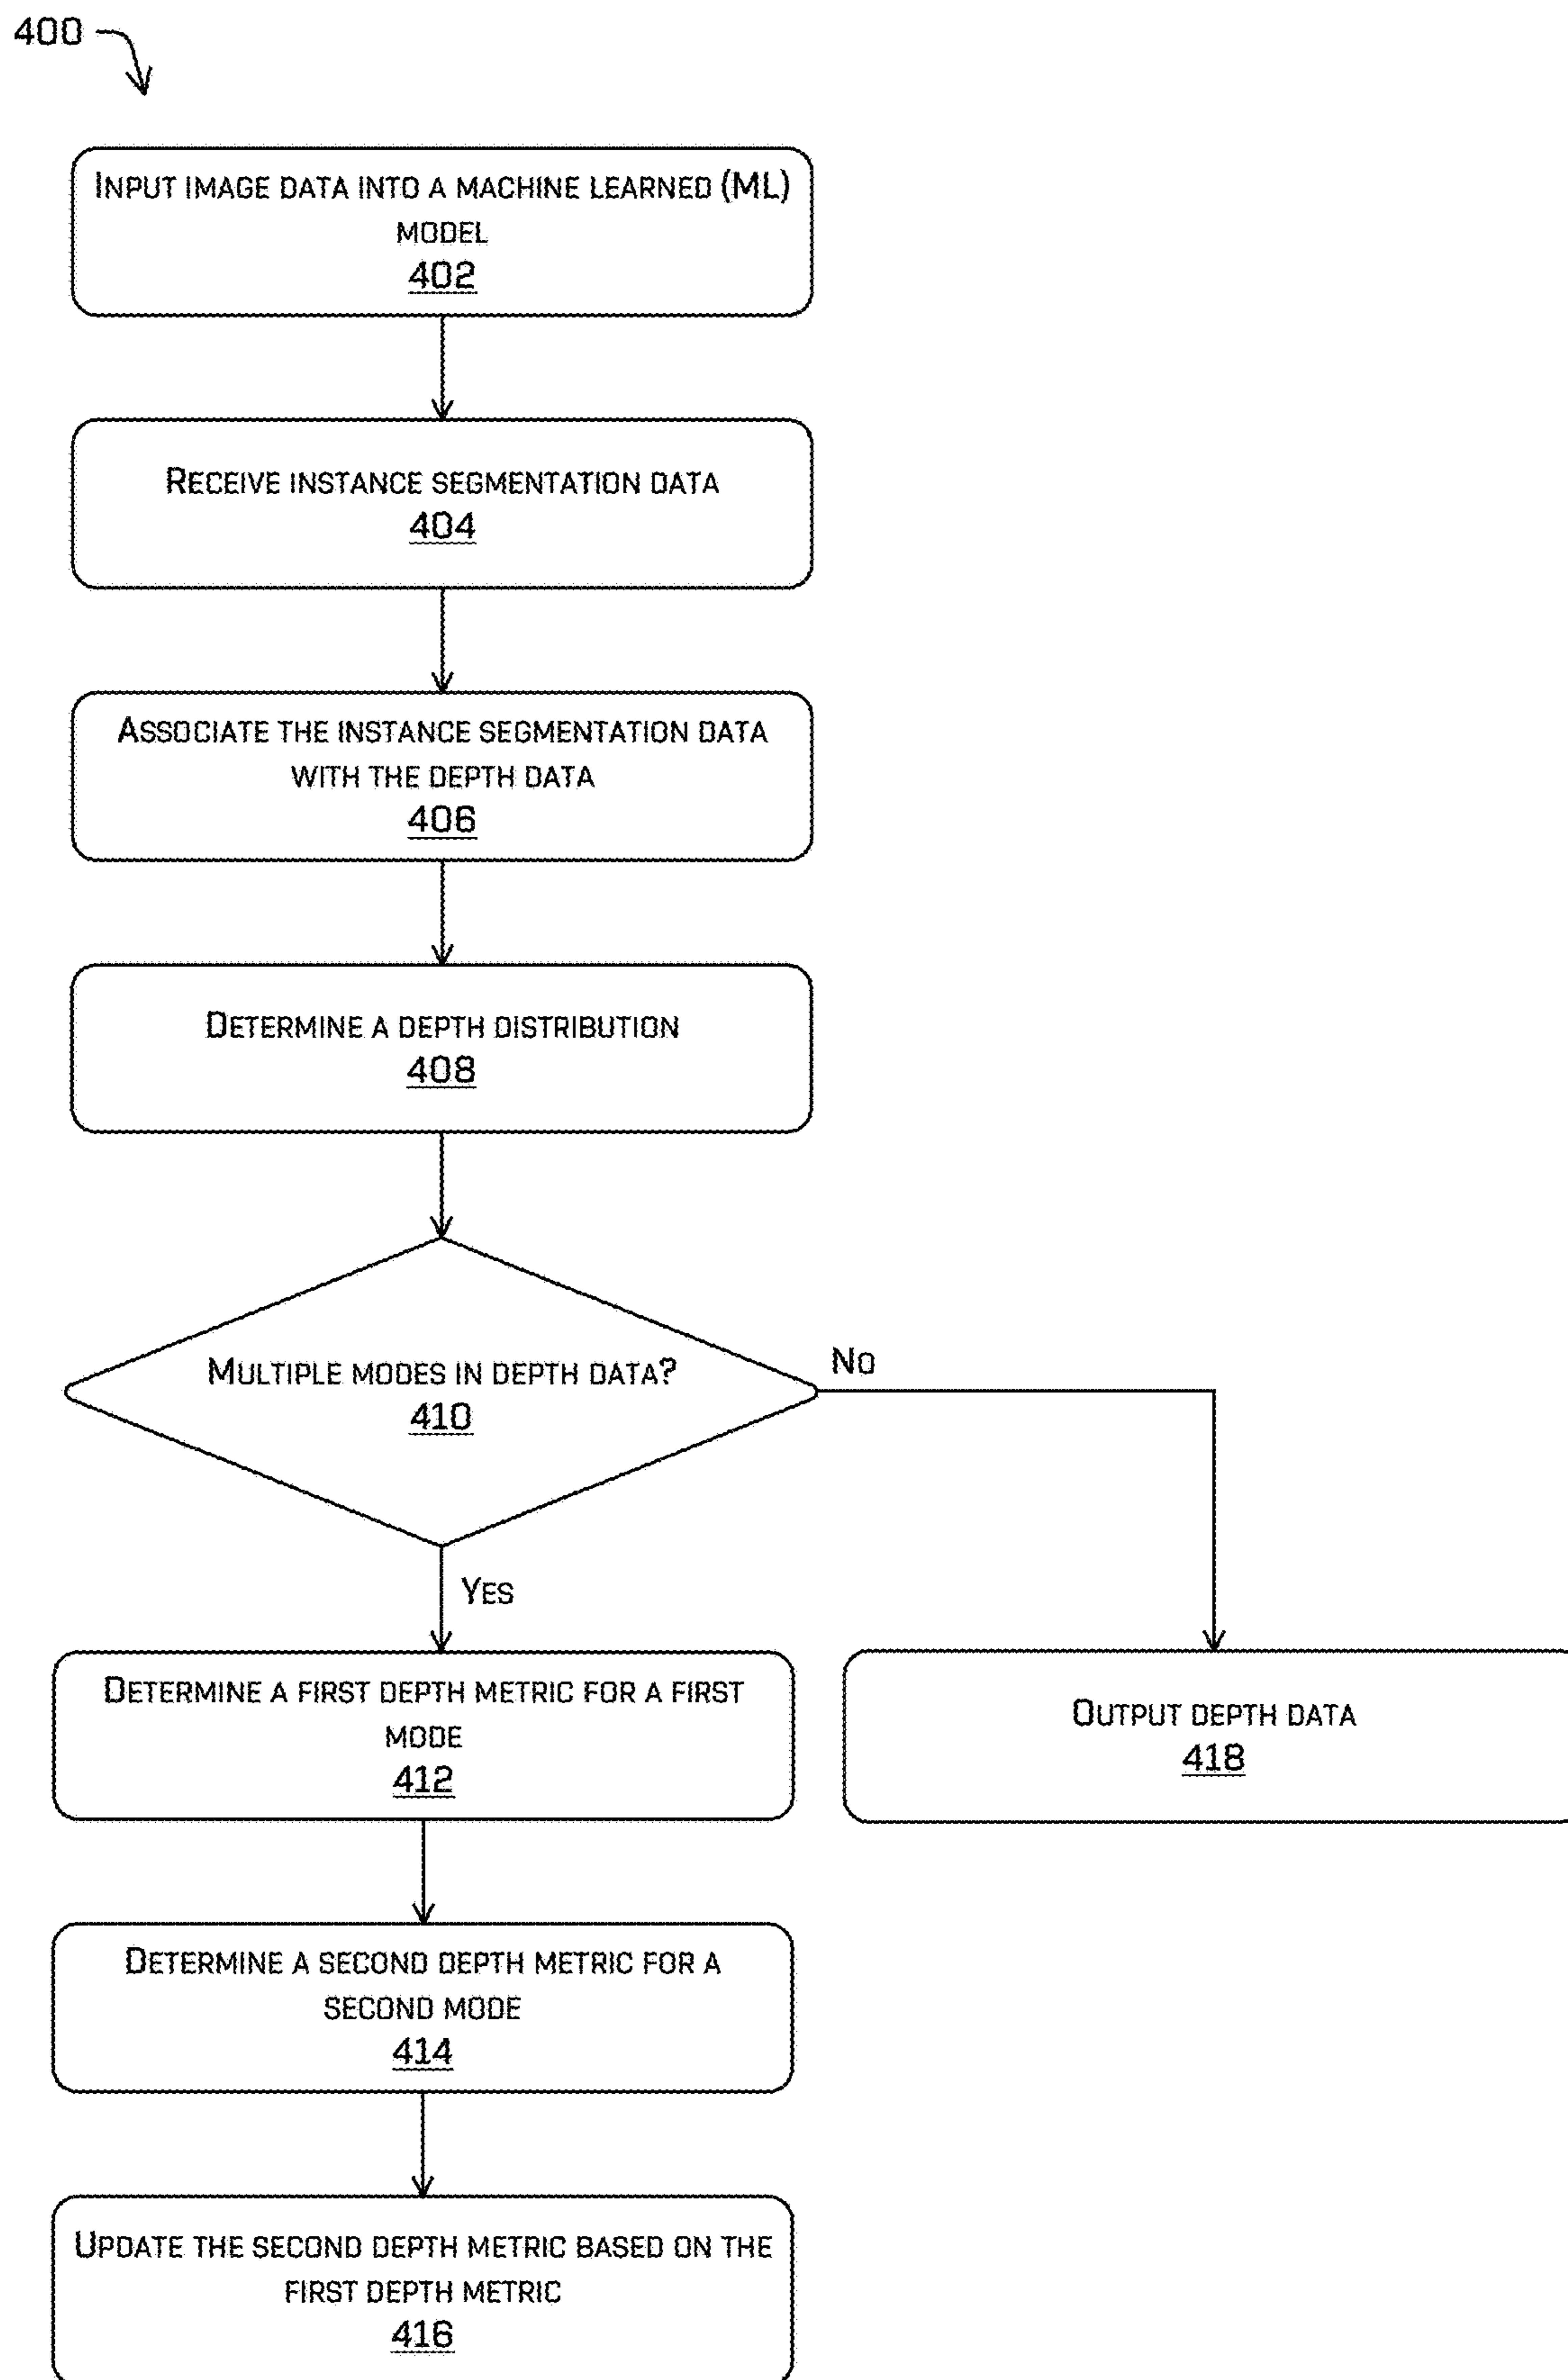 400
INPUT IMAGE DATA INTO A MACHINE LEARNED (ML)
MODEL
402
RECEIVE INSTANCE SEGMENTATION DATA
404
ASSOCIATE THE INSTANCE SEGMENTATION DATA
WITH THE DEPTH DATA
406
DETERMINE A DEPTH DISTRIBUTION
408
MULTIPLE MODES IN DEPTH DATA?
410
NO
YES
DETERMINE A FIRST DEPTH METRIC FOR A FIRST
MODE
412
OUTPUT DEPTH DATA
418
DETERMINE A SECOND DEPTH METRIC FOR A
SECOND MODE
414
UPDATE THE SECOND DEPTH METRIC BASED ON THE
FIRST DEPTH METRIC
416